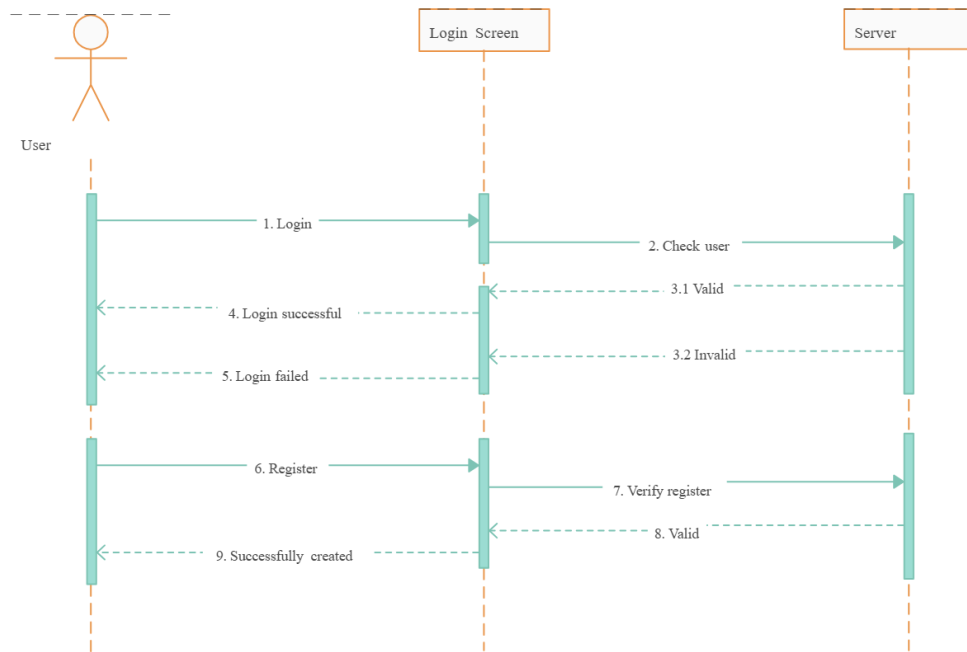 Login Screen
Server
User
1. Login
2. Check user
3.1 Valid
4. Login successful
3.2 Invalid
5. Login failed
6. Register
7. Verify register
8. Valid
9. Successfully created